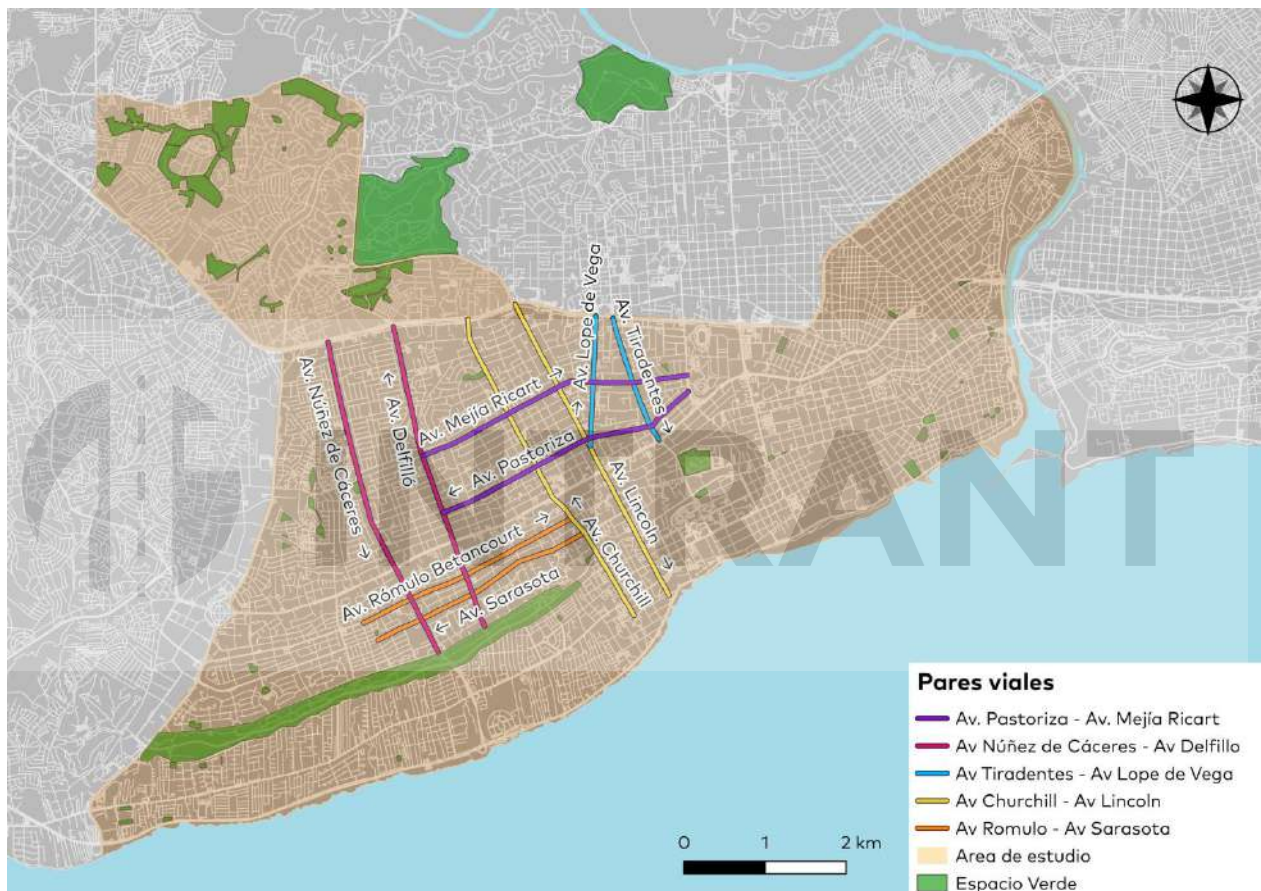 Av. Lope de Vega
Av. Tiradentes →
Av. Núñez de Cáceres →
← Av. Delfilló
Av. Mejía Ricart →
← Av. Pastoriza
← Av. Lincoln →
Av. Rómulo Betancourt →
← Av. Churchill
← Av. Sarasota
INTRANT
Pares viales
Av. Pastoriza - Av. Mejía Ricart
Av Núñez de Cáceres - Av Delfillo
Av Tiradentes - Av Lope de Vega
Av Churchill - Av Lincoln
Av Romulo - Av Sarasota
Area de estudio
Espacio Verde
0 1 2 km